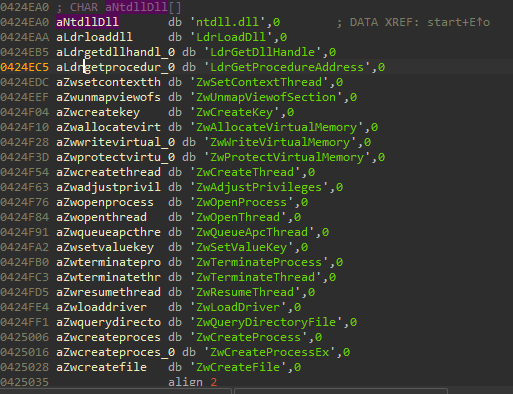 0424EA0 ; CHAR aNtdllDll[]
0424EA0 aNtdllDll db 'ntdll.dll',0 ; DATA XREF: start+E↑o
0424EAA aLdrloaddll db 'LdrLoadDll',0
0424EB5 aLdrgetdllhandl_0 db 'LdrGetDllHandle',0
0424EC5 aLdrgetprocedur_0 db 'LdrGetProcedureAddress',0
0424EDC aZwsetcontextth db 'ZwSetContextThread',0
0424EEF aZwunmapviewofs db 'ZwUnmapViewofSection',0
0424F04 aZwcreatekey db 'ZwCreateKey',0
0424F10 aZwallocatevirt db 'ZwAllocateVirtualMemory',0
0424F28 aZwwritevirtual_0 db 'ZwWriteVirtualMemory',0
0424F3D aZwprotectvirtu_0 db 'ZwProtectVirtualMemory',0
0424F54 aZwcreatethread db 'ZwCreateThread',0
0424F63 aZwadjustprivil db 'ZwAdjustPrivileges',0
0424F76 aZwopenprocess db 'ZwOpenProcess',0
0424F84 aZwopenthread db 'ZwOpenThread',0
0424F91 aZwqueueapcthre db 'ZwQueueApcThread',0
0424FA2 aZwsetvaluekey db 'ZwSetValueKey',0
0424FB0 aZwterminatepro db 'ZwTerminateProcess',0
0424FC3 aZwterminatethr db 'ZwTerminateThread',0
0424FD5 aZwresumethread db 'ZwResumeThread',0
0424FE4 aZwloaddriver db 'ZwLoadDriver',0
0424FF1 aZwquerydirecto db 'ZwQueryDirectoryFile',0
0425006 aZwcreateproces db 'ZwCreateProcess',0
0425016 aZwcreateproces_0 db 'ZwCreateProcessEx',0
0425028 aZwcreatefile db 'ZwCreateFile',0
0425035 align 2